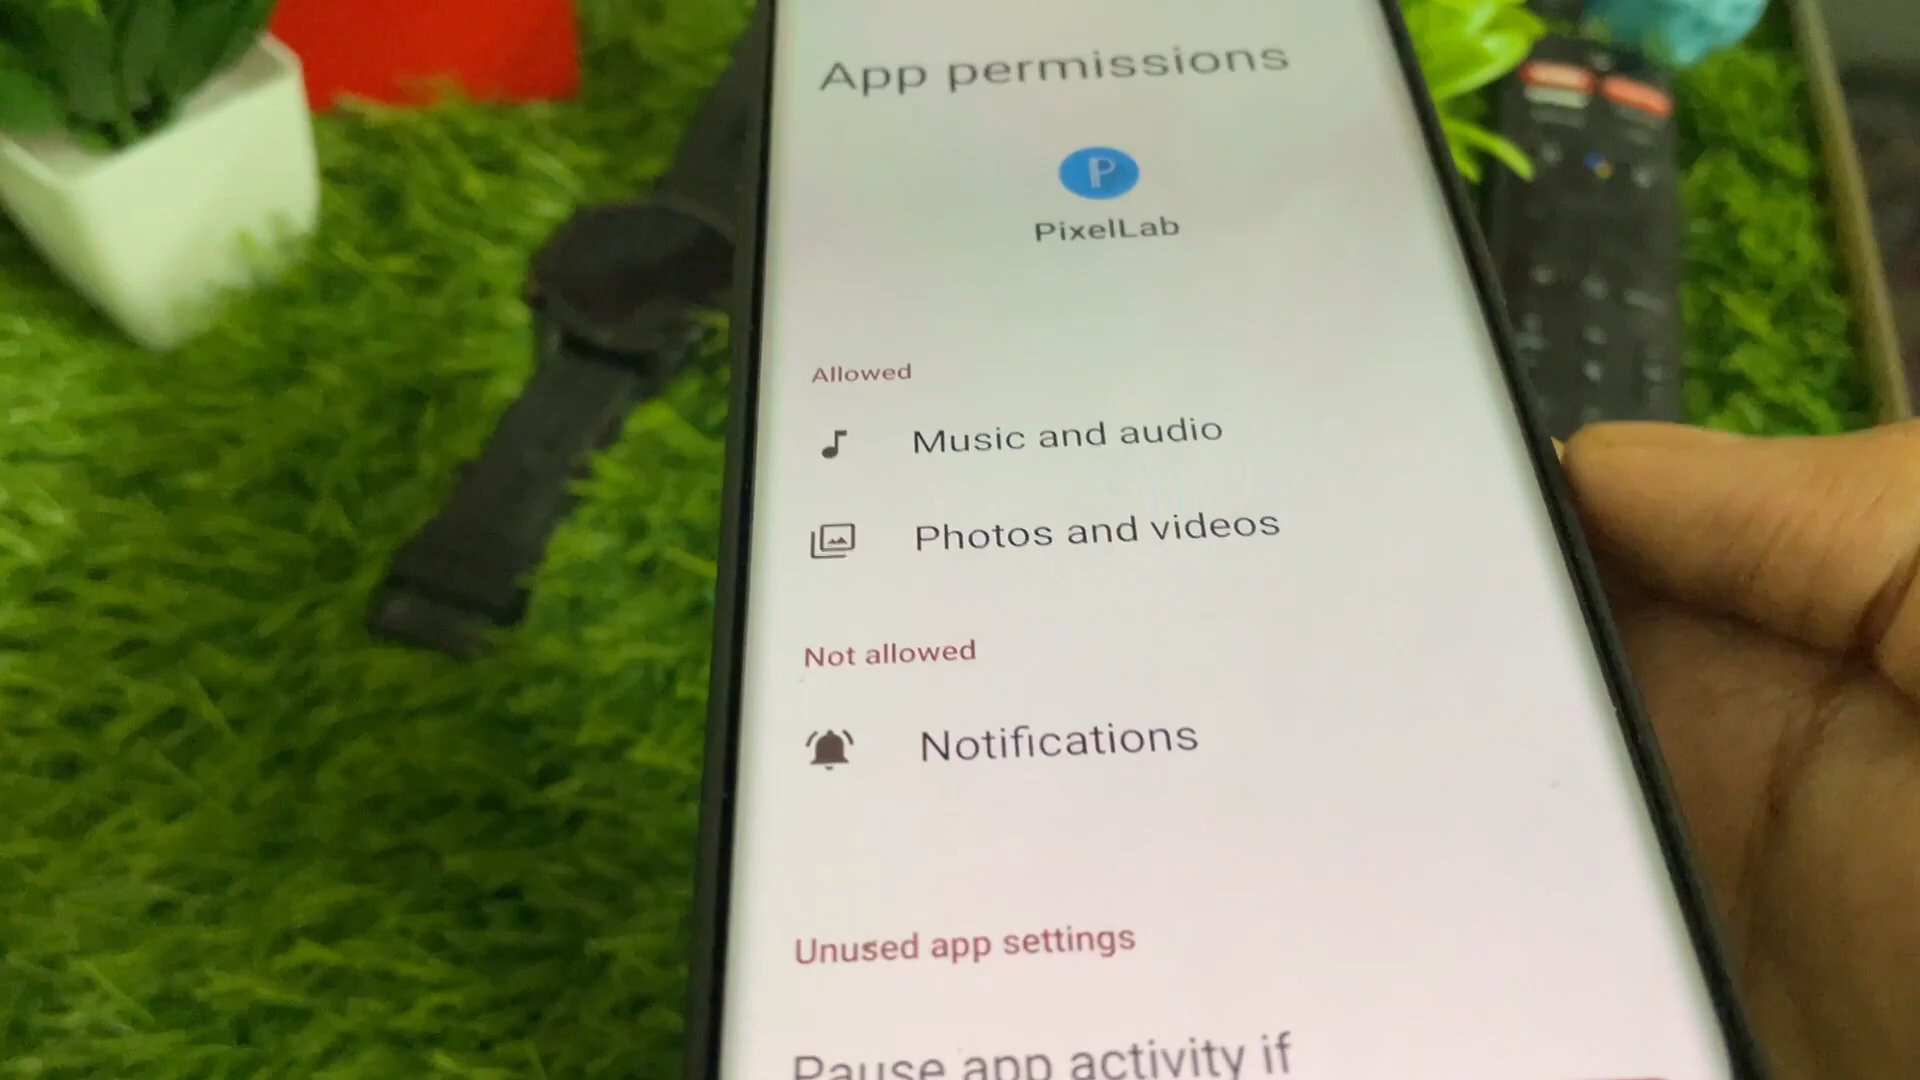 App permissions
P
PixelLab
Allowed
Music and audio
Photos and videos
Not allowed
Notifications
Unused app settings
Pause app activity if